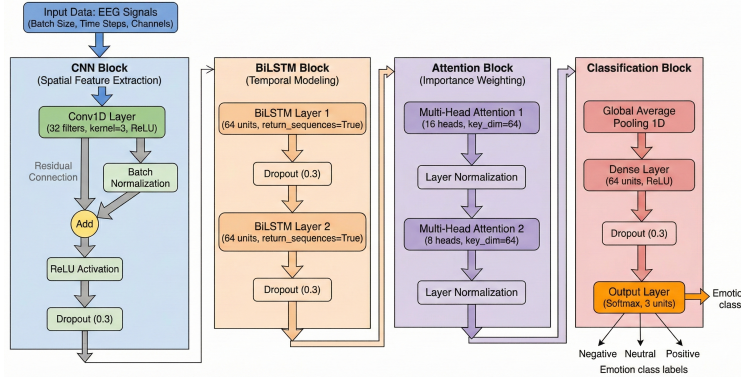 Input Data: EEG Signals
(Batch Size, Time Steps, Channels)
CNN Block
(Spatial Feature Extraction)
Conv1D Layer
(32 filters, kernel=3, ReLU)
Residual
Connection
Batch
Normalization
Add
ReLU Activation
Dropout (0.3)
BiLSTM Block
(Temporal Modeling)
BiLSTM Layer 1
(64 units, return_sequences=True)
Dropout (0.3)
BiLSTM Layer 2
(64 units, return_sequences=True)
Dropout (0.3)
Attention Block
(Importance Weighting)
Multi-Head Attention 1
(16 heads, key_dim=64)
Layer Normalization
Multi-Head Attention 2
(8 heads, key_dim=64)
Layer Normalization
Classification Block
Global Average
Pooling 1D
Dense Layer
(64 units, ReLU)
Dropout (0.3)
Output Layer
(Softmax, 3 units)
Emotio
class
Negative Neutral Positive
Emotion class labels